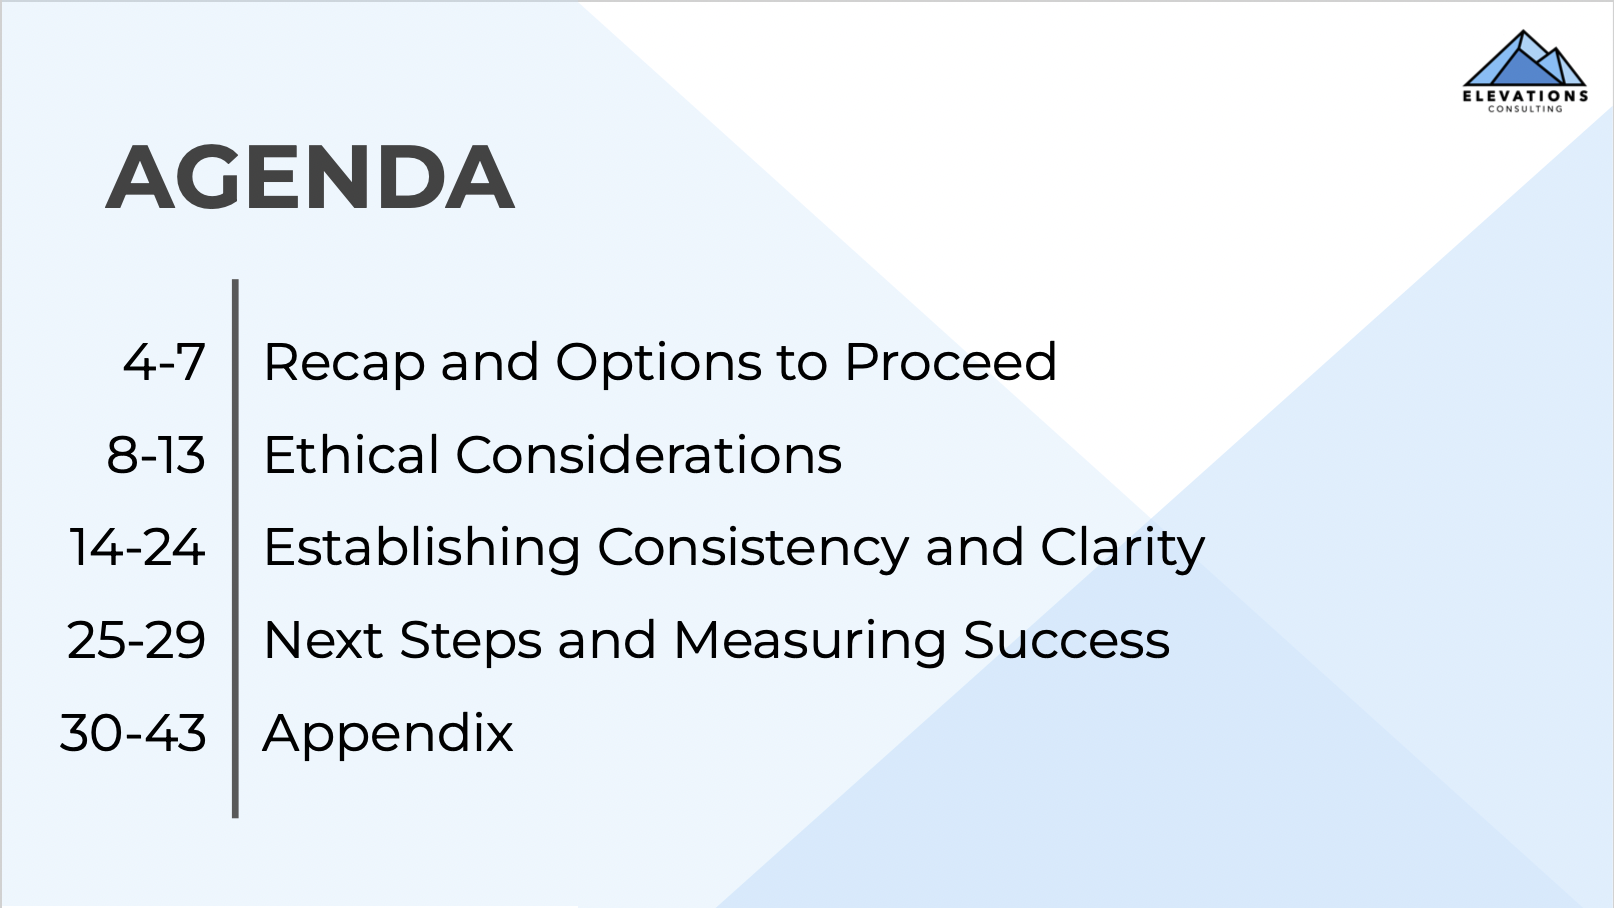 ELEVATIONS
CONSULTING
AGENDA
4-7 Recap and Options to Proceed
8-13 Ethical Considerations
14-24 Establishing Consistency and Clarity
25-29 Next Steps and Measuring Success
30-43 Appendix